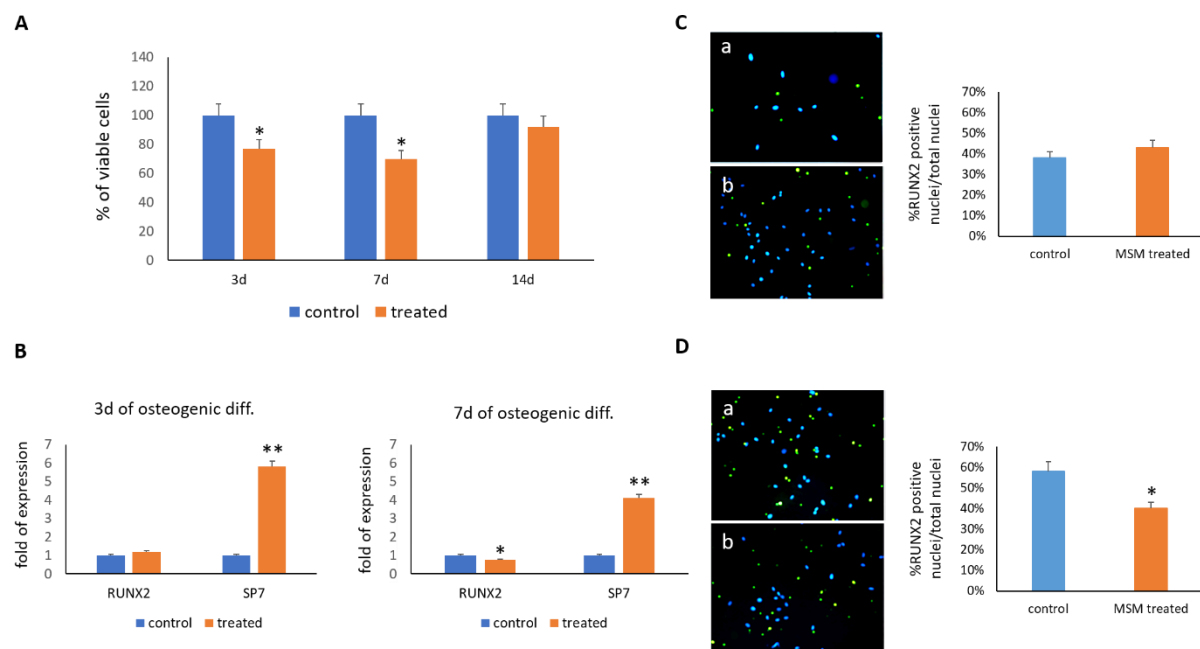 A
140
120
100
80
60
40
20
0
% of viable cells
*
*
3d
7d
14d
control
treated
B
3d of osteogenic diff.
7
6
5
4
3
2
1
0
fold of expression
**
RUNX2
SP7
control
treated
7d of osteogenic diff.
7
6
5
4
3
2
1
0
fold of expression
*
**
RUNX2
SP7
control
treated
C
a
b
70%
60%
50%
40%
30%
20%
10%
0%
%RUNX2 positive
nuclei/total nuclei
control
MSM treated
D
a
b
70%
60%
50%
40%
30%
20%
10%
0%
%RUNX2 positive
nuclei/total nuclei
*
control
MSM treated